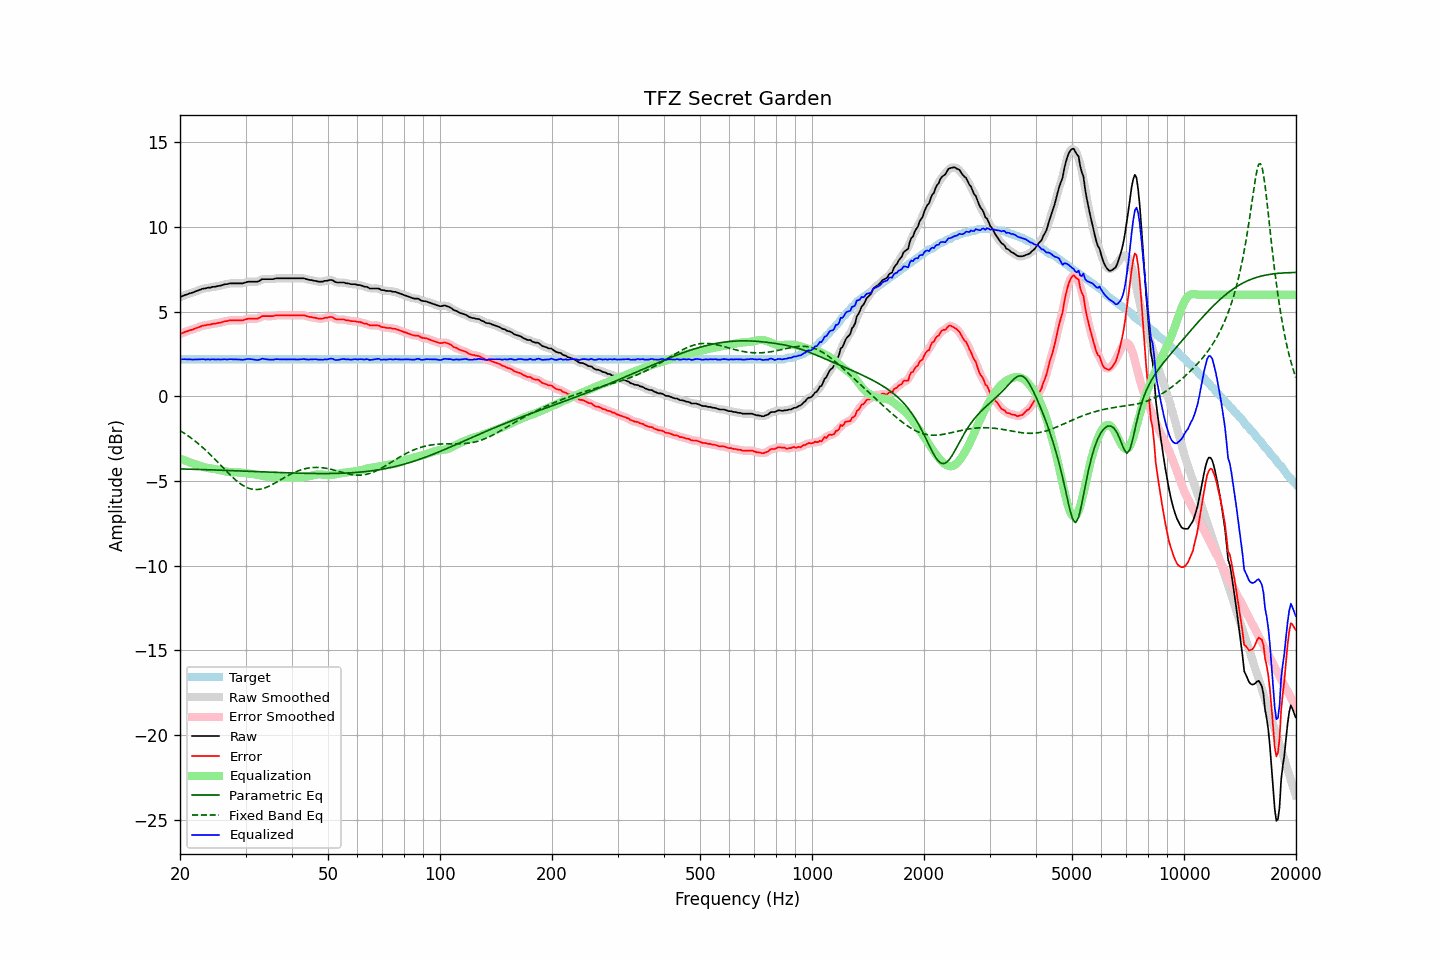 TFZ Secret Garden
Amplitude (dBr)
15
10
5
0
−5
−10
−15
−20
−25
Target
Raw Smoothed
Error Smoothed
Raw
Error
Equalization
Parametric Eq
Fixed Band Eq
Equalized
20 50 100 200 500 1000 2000 5000 10000 20000
Frequency (Hz)